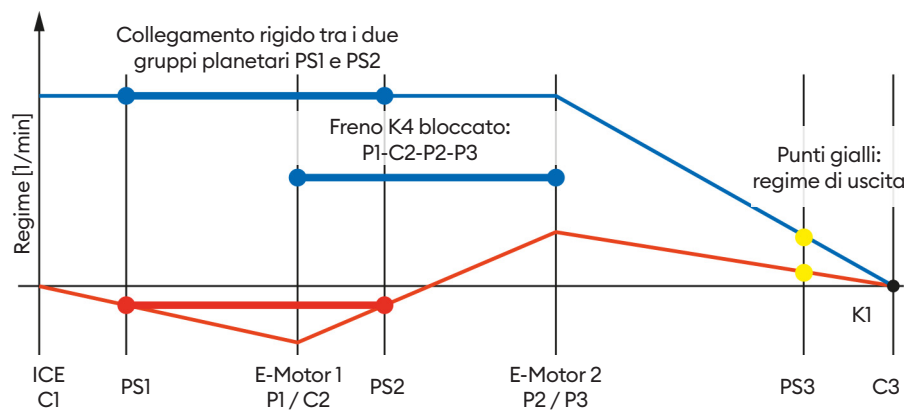 Collegamento rigido tra i due
gruppi planetari PS1 e PS2
Freno K4 bloccato:
P1-C2-P2-P3
Punti gialli:
regime di uscita
Regime [1/min]
K1
ICE
C1
PS1
E-Motor 1
P1 / C2
PS2
E-Motor 2
P2 / P3
PS3
C3